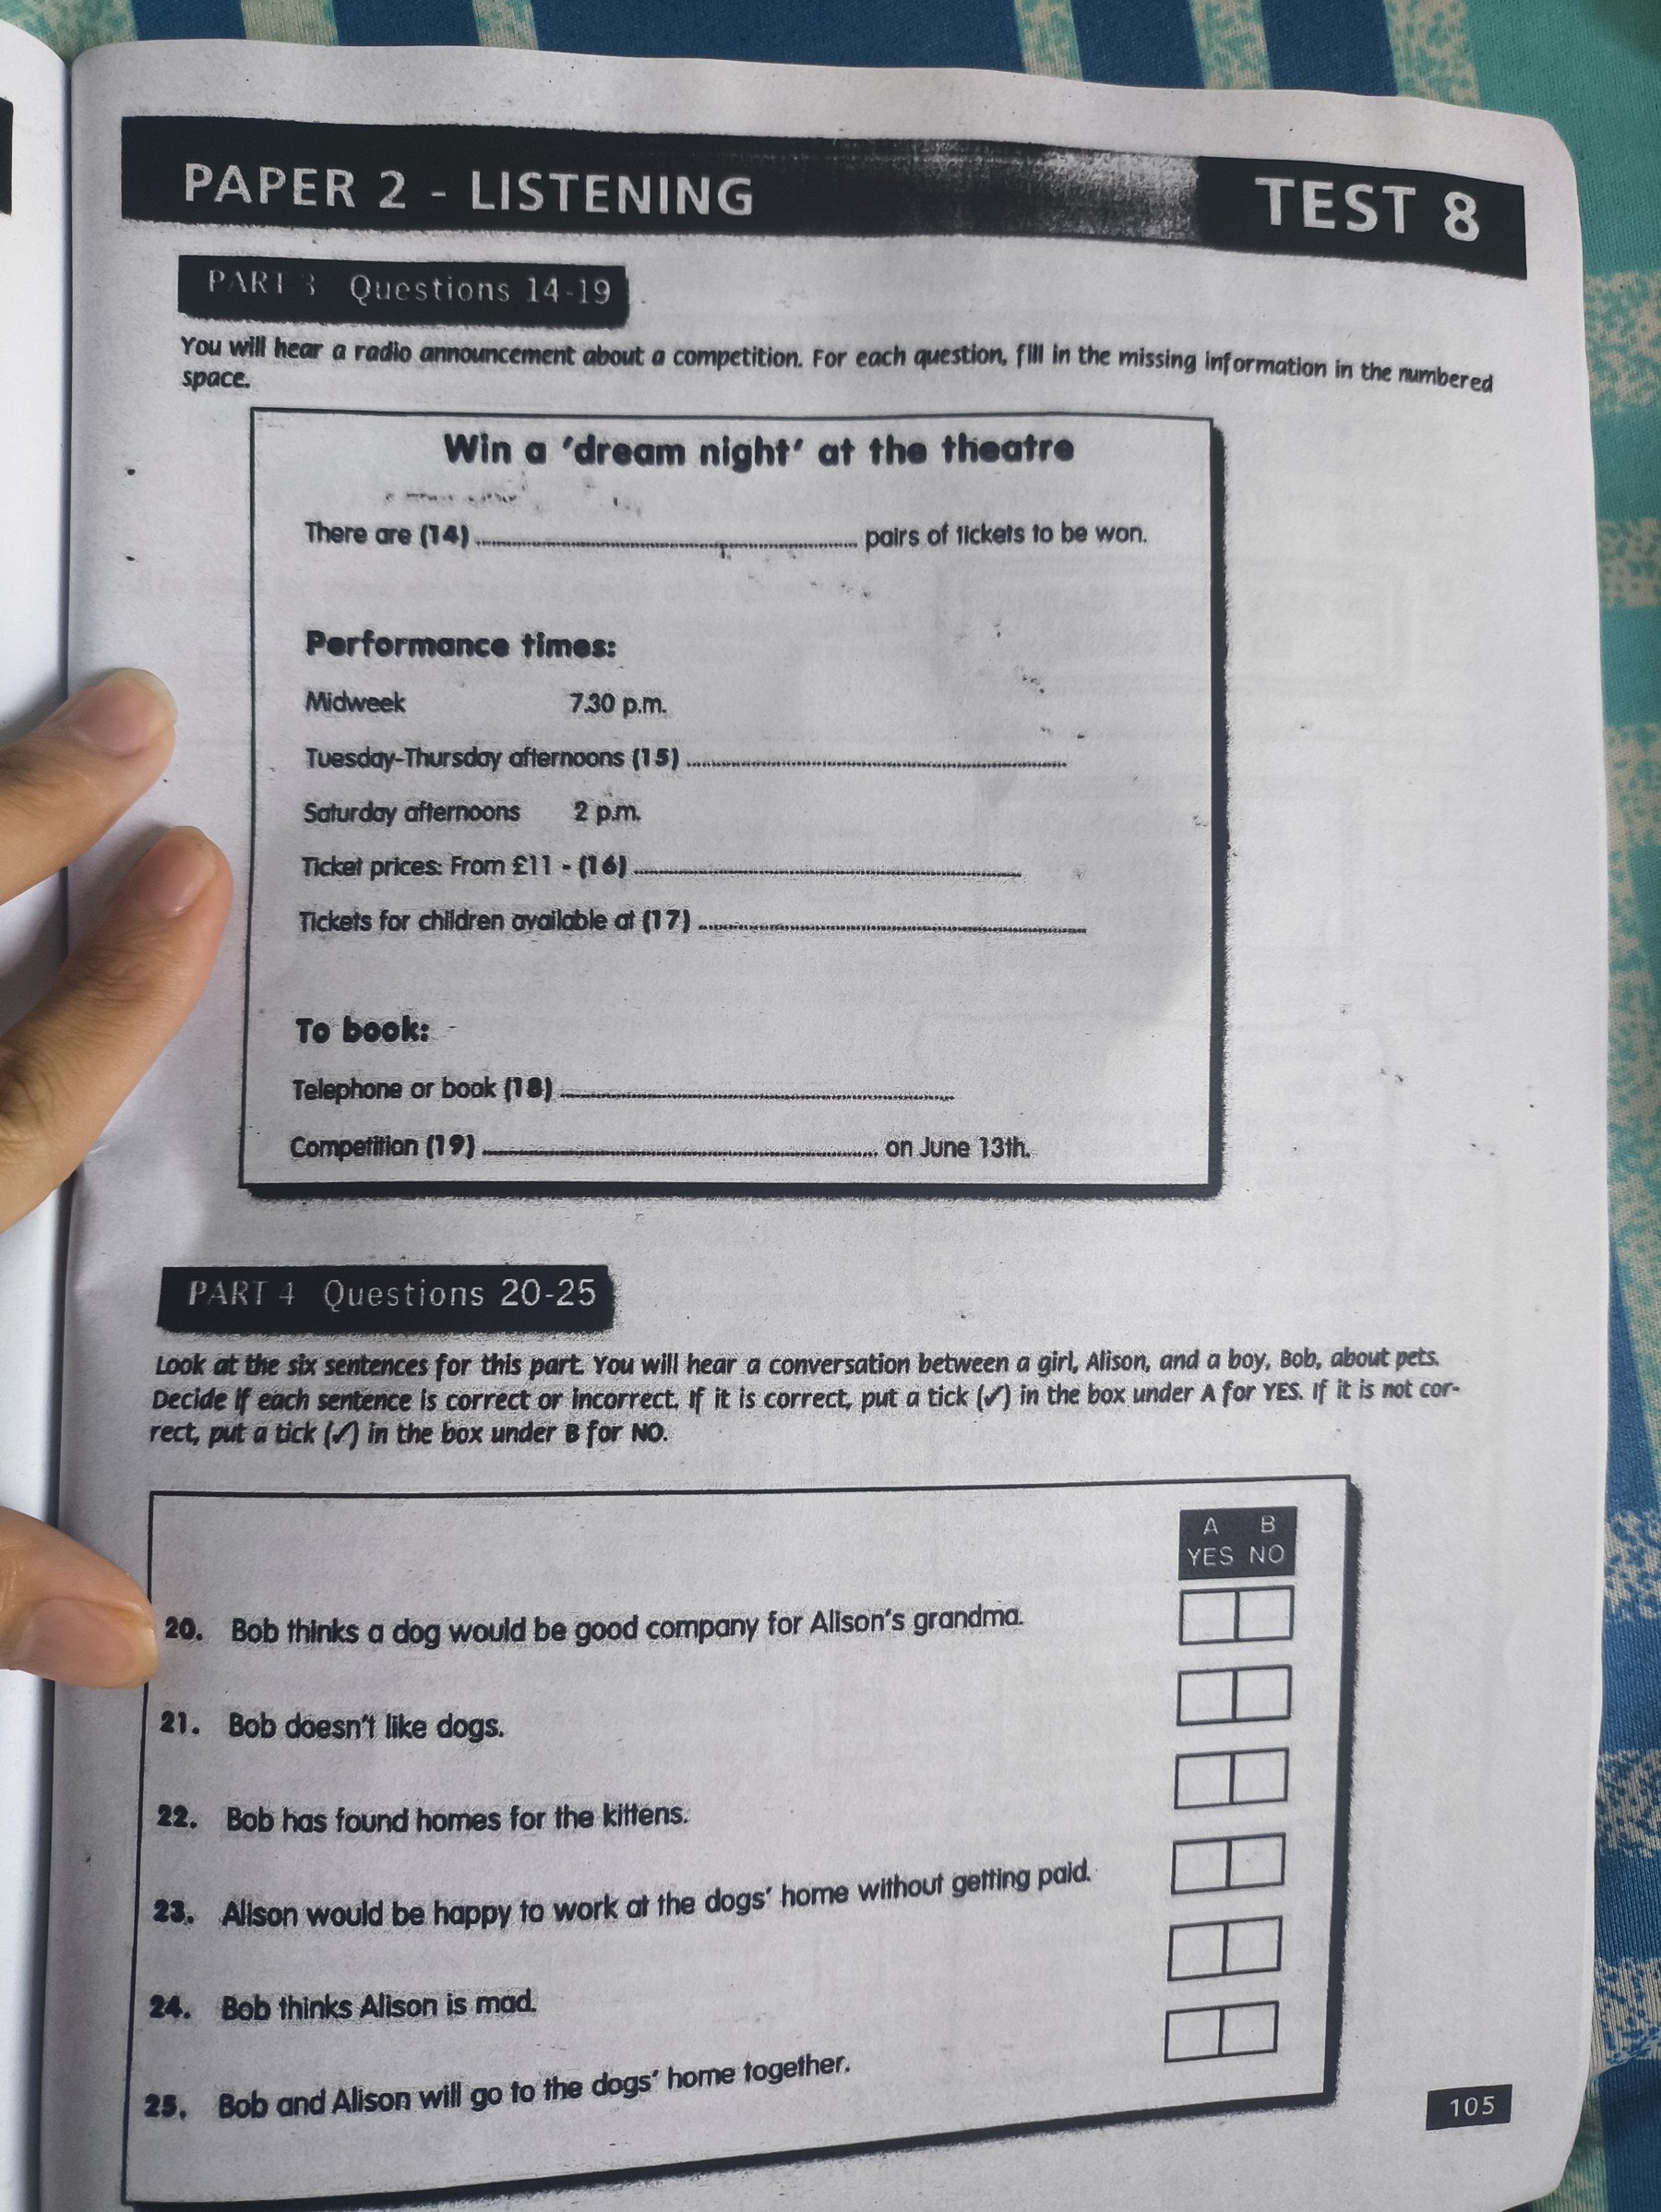 PAPER 2 - LISTENING
TEST 8
PART 3 Questions 14-19
You will hear a radio announcement about a competition. For each question, fill in the missing information in the numbered
space.
Win a 'dream night' at the theatre
There are (14) pairs of tickets to be won.
Performance times:
Midweek 7.30 p.m.
Tuesday-Thursday afternoons (15)
Saturday afternoons 2 p.m.
Ticket prices: From £11 - (16)
Tickets for children available at (17)
To book:
Telephone or book (18)
Competition (19) on June 13th.
PART 4 Questions 20-25
Look at the six sentences for this part. You will hear a conversation between a girl, Alison, and a boy, Bob, about pets.
Decide if each sentence is correct or incorrect. If it is correct, put a tick (✓) in the box under A for YES. If it is not cor-
rect, put a tick (✓) in the box under B for NO.
A B
YES NO
20. Bob thinks a dog would be good company for Alison's grandma.
21. Bob doesn't like dogs.
22. Bob has found homes for the kittens.
23. Alison would be happy to work at the dogs' home without getting paid.
24. Bob thinks Alison is mad.
25. Bob and Alison will go to the dogs' home together.
105